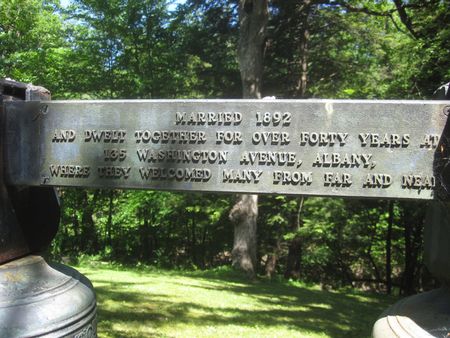 MARRIED 1892
AND DWELT TOGETHER FOR OVER FORTY YEARS AT
135 WASHINGTON AVENUE, ALBANY,
WHERE THEY WELCOMED MANY FROM FAR AND NEAR